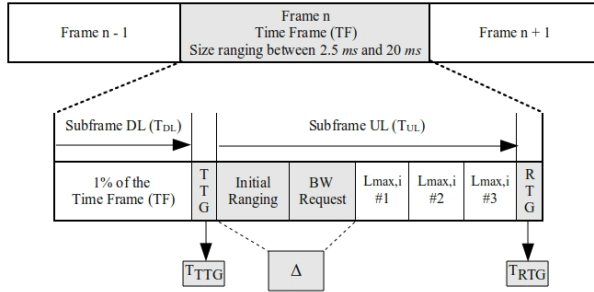 Frame n - 1
Frame n
Time Frame (TF)
Size ranging between 2.5 ms and 20 ms
Frame n + 1
Subframe DL (TDL)
Subframe UL (TUL)
1% of the
Time Frame (TF)
T
T
G
Initial
Ranging
BW
Request
Lmax,i
#1
Lmax,i
#2
Lmax,i
#3
R
T
G
TTTG
Δ
TRTG